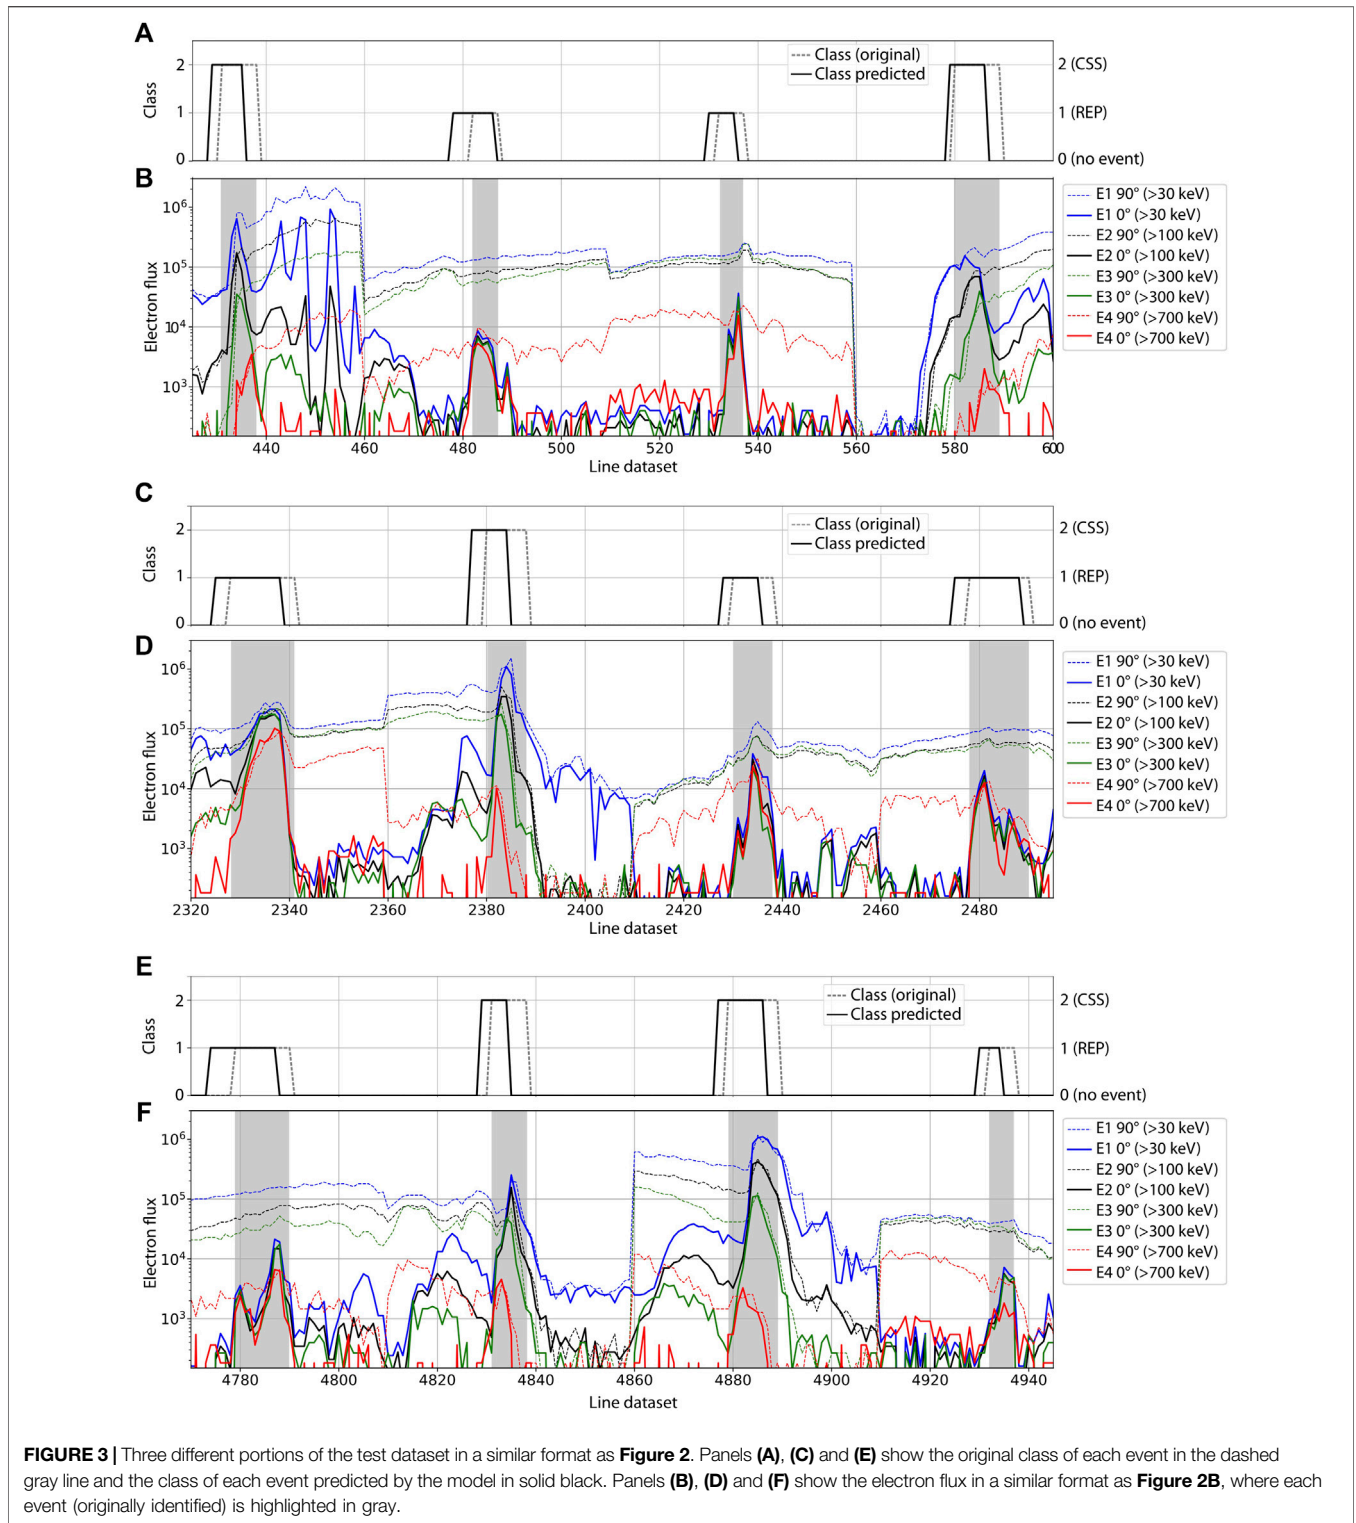 A
Class
2
1
0
Class (original)
Class predicted
2 (CSS)
1 (REP)
0 (no event)
B
Electron flux
10⁶
10⁵
10⁴
10³
440 460 480 500 520 540 560 580 600
Line dataset
E1 90° (>30 keV)
E1 0° (>30 keV)
E2 90° (>100 keV)
E2 0° (>100 keV)
E3 90° (>300 keV)
E3 0° (>300 keV)
E4 90° (>700 keV)
E4 0° (>700 keV)
C
Class
2
1
0
Class (original)
Class predicted
2 (CSS)
1 (REP)
0 (no event)
D
Electron flux
10⁶
10⁵
10⁴
10³
2320 2340 2360 2380 2400 2420 2440 2460 2480
Line dataset
E1 90° (>30 keV)
E1 0° (>30 keV)
E2 90° (>100 keV)
E2 0° (>100 keV)
E3 90° (>300 keV)
E3 0° (>300 keV)
E4 90° (>700 keV)
E4 0° (>700 keV)
E
Class
2
1
0
Class (original)
Class predicted
2 (CSS)
1 (REP)
0 (no event)
F
Electron flux
10⁶
10⁵
10⁴
10³
4780 4800 4820 4840 4860 4880 4900 4920 4940
Line dataset
E1 90° (>30 keV)
E1 0° (>30 keV)
E2 90° (>100 keV)
E2 0° (>100 keV)
E3 90° (>300 keV)
E3 0° (>300 keV)
E4 90° (>700 keV)
E4 0° (>700 keV)
FIGURE 3 | Three different portions of the test dataset in a similar format as Figure 2. Panels (A), (C) and (E) show the original class of each event in the dashed
gray line and the class of each event predicted by the model in solid black. Panels (B), (D) and (F) show the electron flux in a similar format as Figure 2B, where each
event (originally identified) is highlighted in gray.